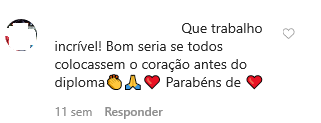 Que trabalho
incrível! Bom seria se todos
colocassem o coração antes do
diploma👏🙏❤️ Parabéns de ❤️
11 sem Responder